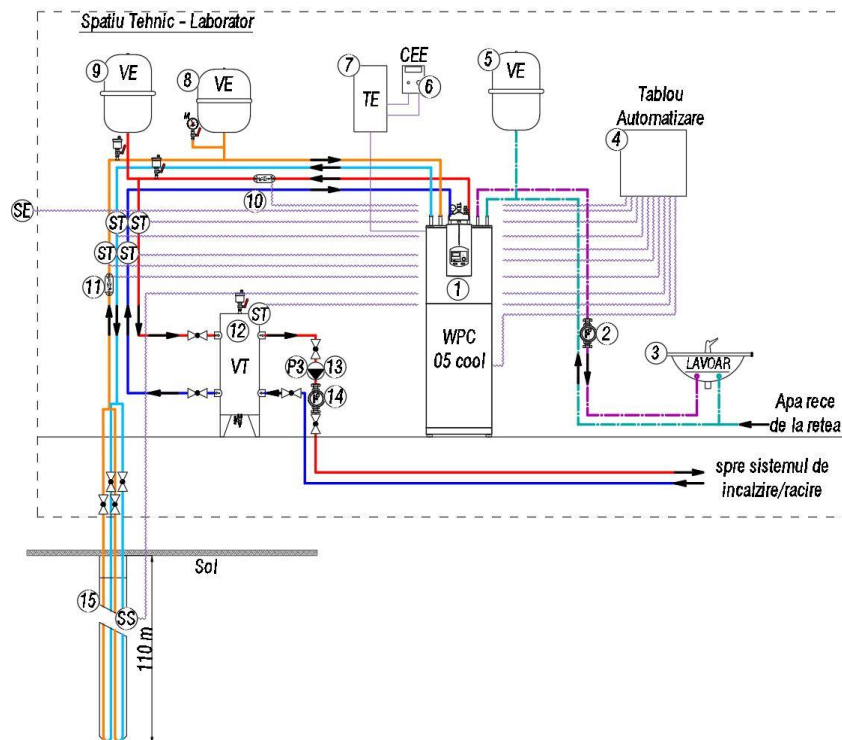 Spatiu Tehnic - Laborator
9
VE
8
VE
7
TE
CEE
6
5
VE
Tablou
Automatizare
4
M
SE
10
ST
ST
ST
ST
11
1
12
ST
VT
P3
13
14
F
WPC
05 cool
F
2
3
LAVOAR
Apa rece
de la retea
spre sistemul de
incalzire/racire
Sol
15
SS
110 m